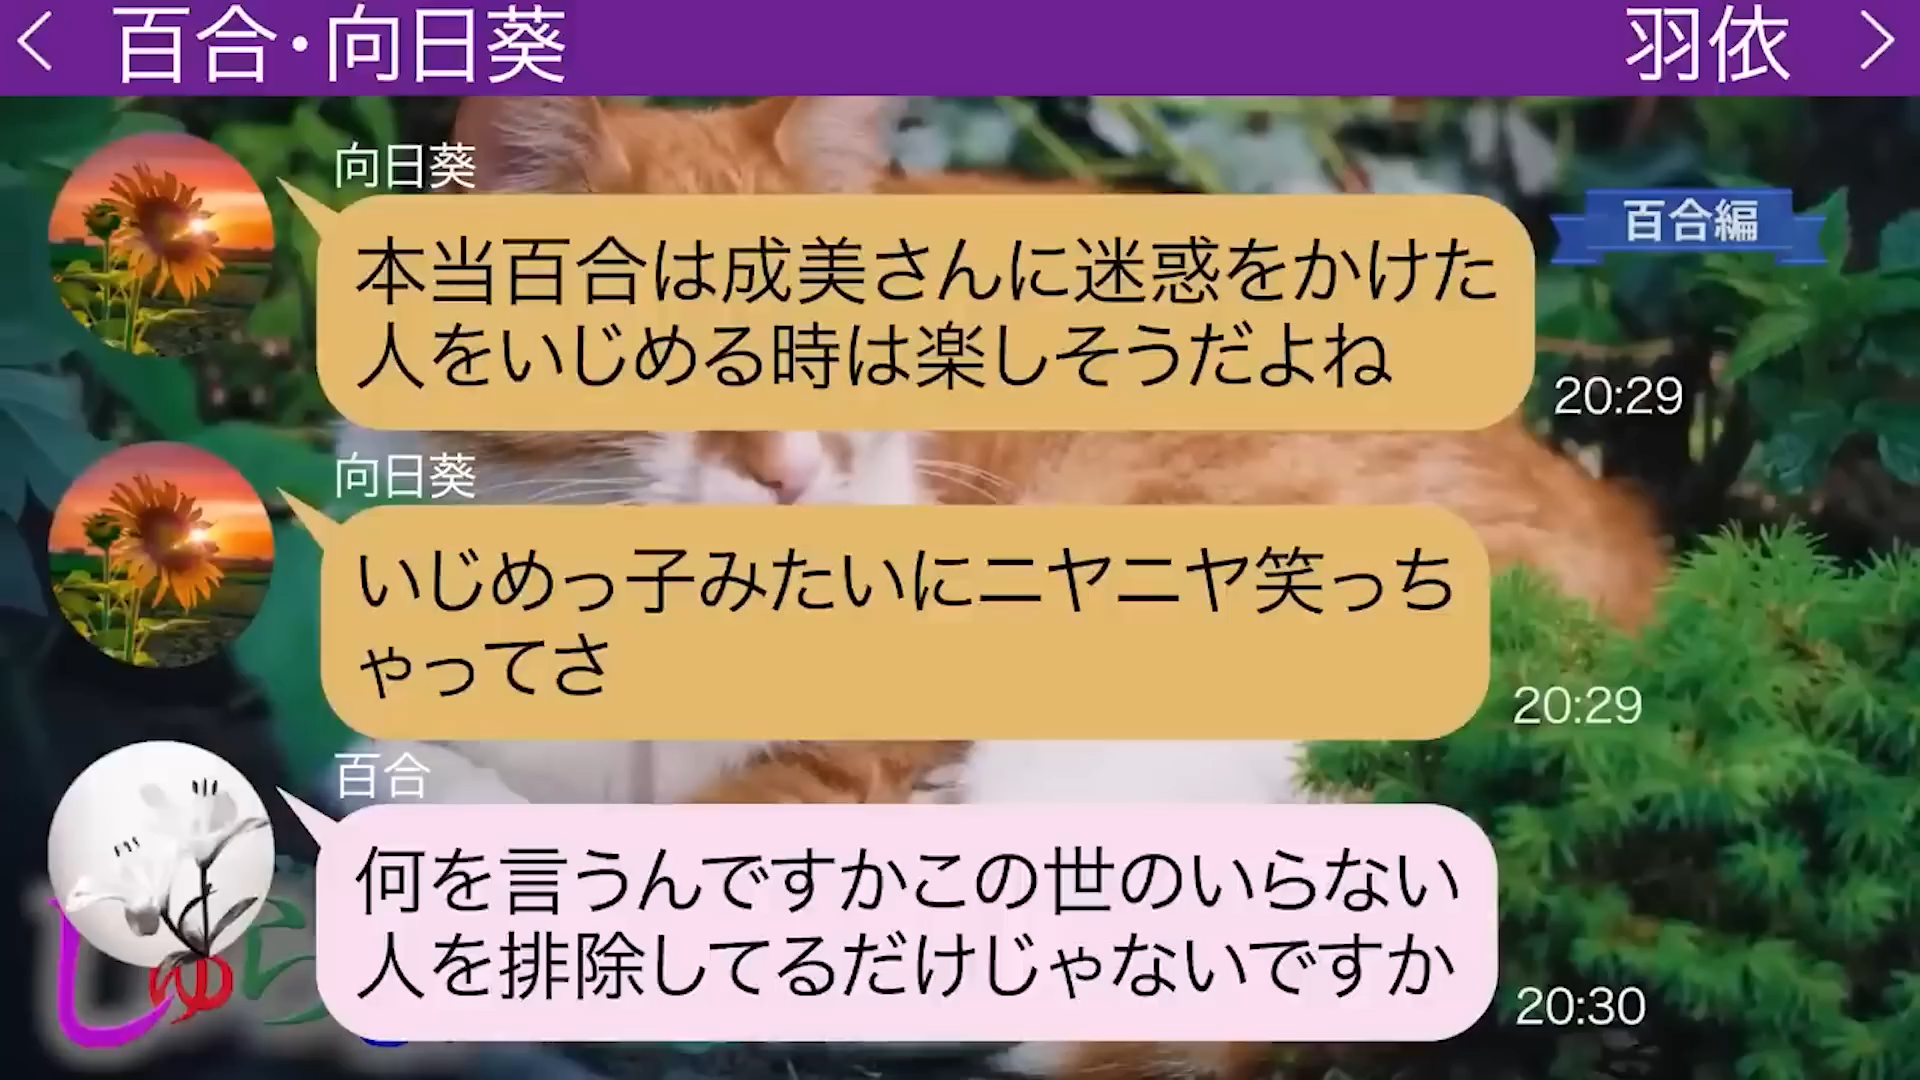 百合・向日葵
羽依
向日葵
百合編
本当百合は成美さんに迷惑をかけた
人をいじめる時は楽しそうだよね
20:29
向日葵
いじめっ子みたいにニヤニヤ笑っち
ゃってさ
20:29
百合
何を言うんですかこの世のいらない
人を排除してるだけじゃないですか
20:30
しゅら